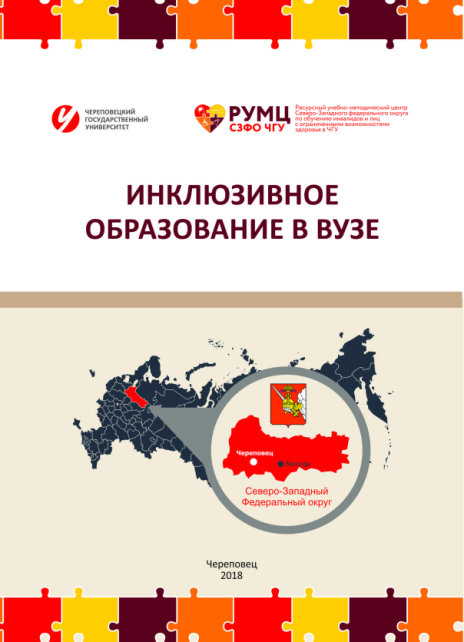 ЧЕРЕПОВЕЦКИЙ
ГОСУДАРСТВЕННЫЙ
УНИВЕРСИТЕТ
РУМЦ
СЗФО ЧГУ
Ресурсный учебно-методический центр
Северо-Западного федерального округа
по обучению инвалидов и лиц
с ограниченными возможностями
здоровья в ЧГУ
ИНКЛЮЗИВНОЕ
ОБРАЗОВАНИЕ В ВУЗЕ
Череповец
Северо-Западный
Федеральный округ
Череповец
2018